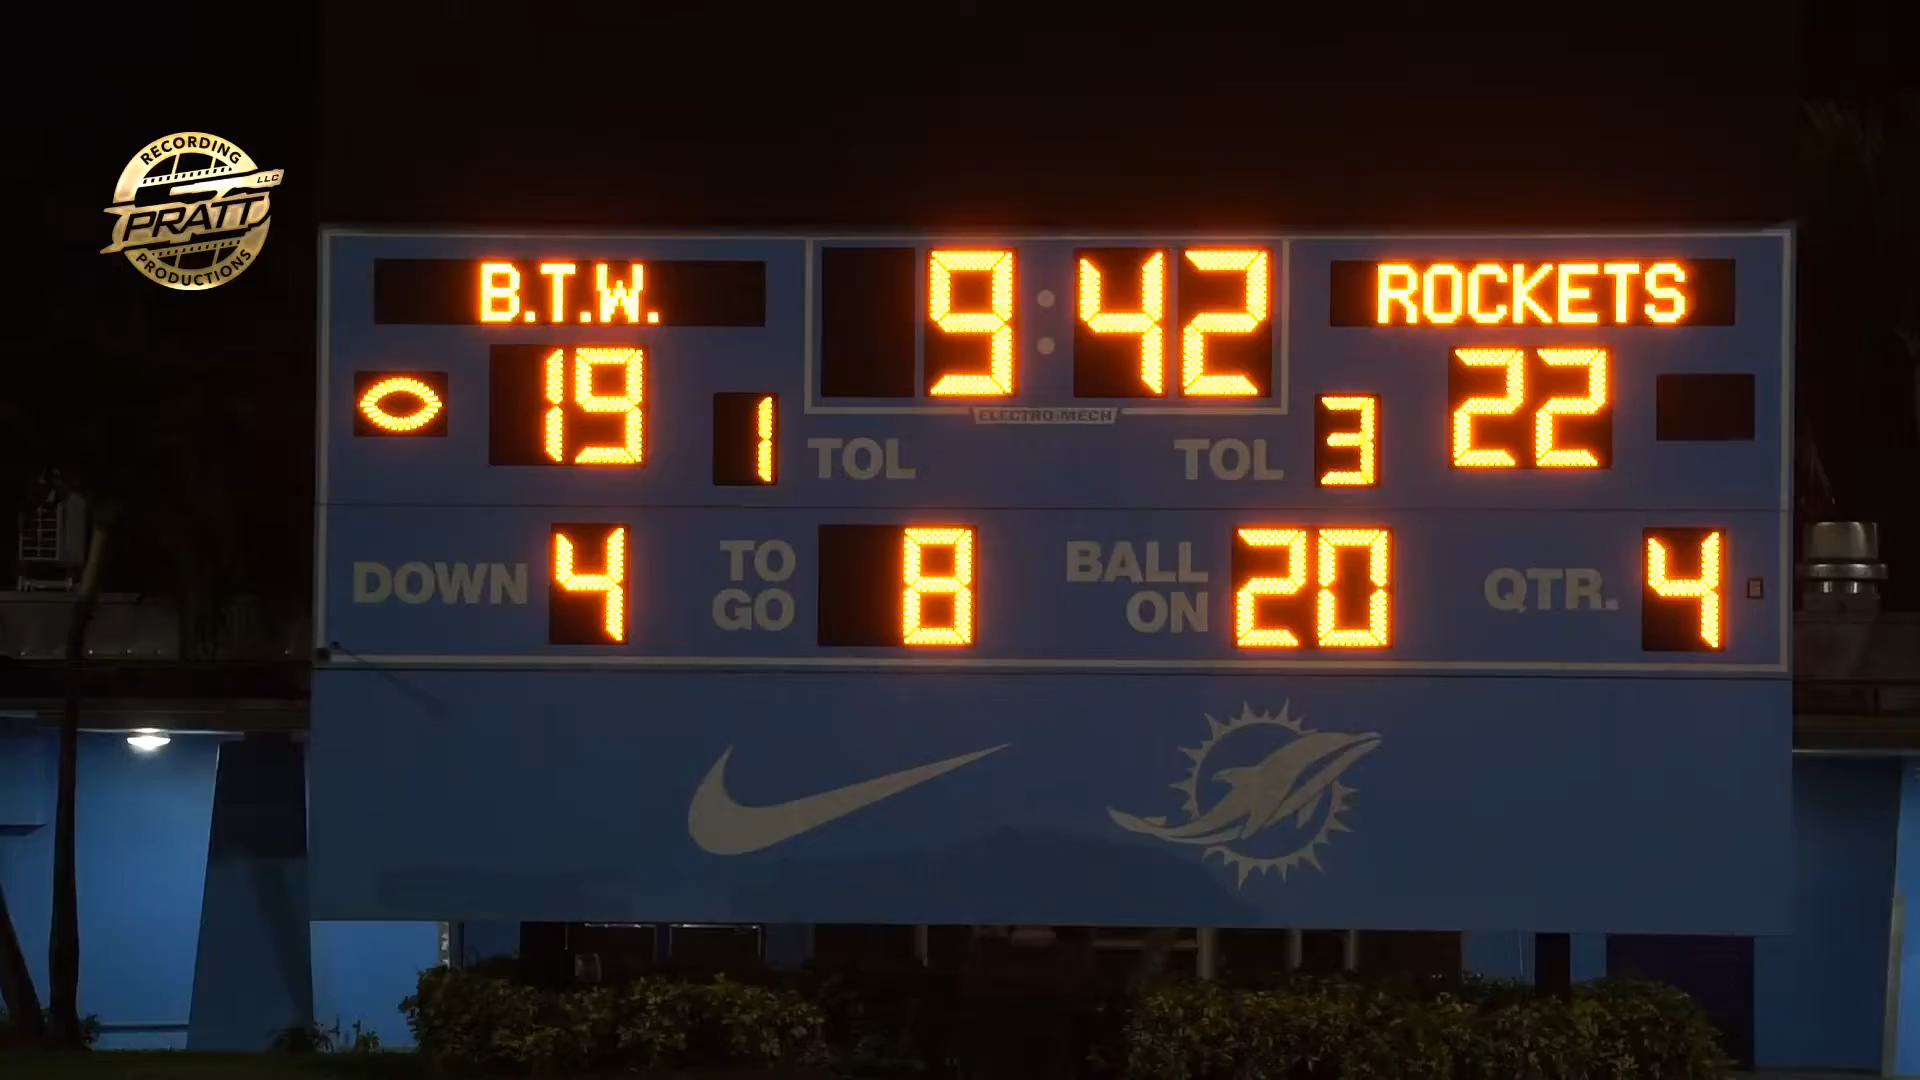 RECORDING
PRATT LLC
PRODUCTIONS
B.T.W. 9:42 ROCKETS
19 1 TOL TOL 3 22
ELECTRO-MECH
DOWN 4 TO GO 8 BALL ON 20 QTR. 4